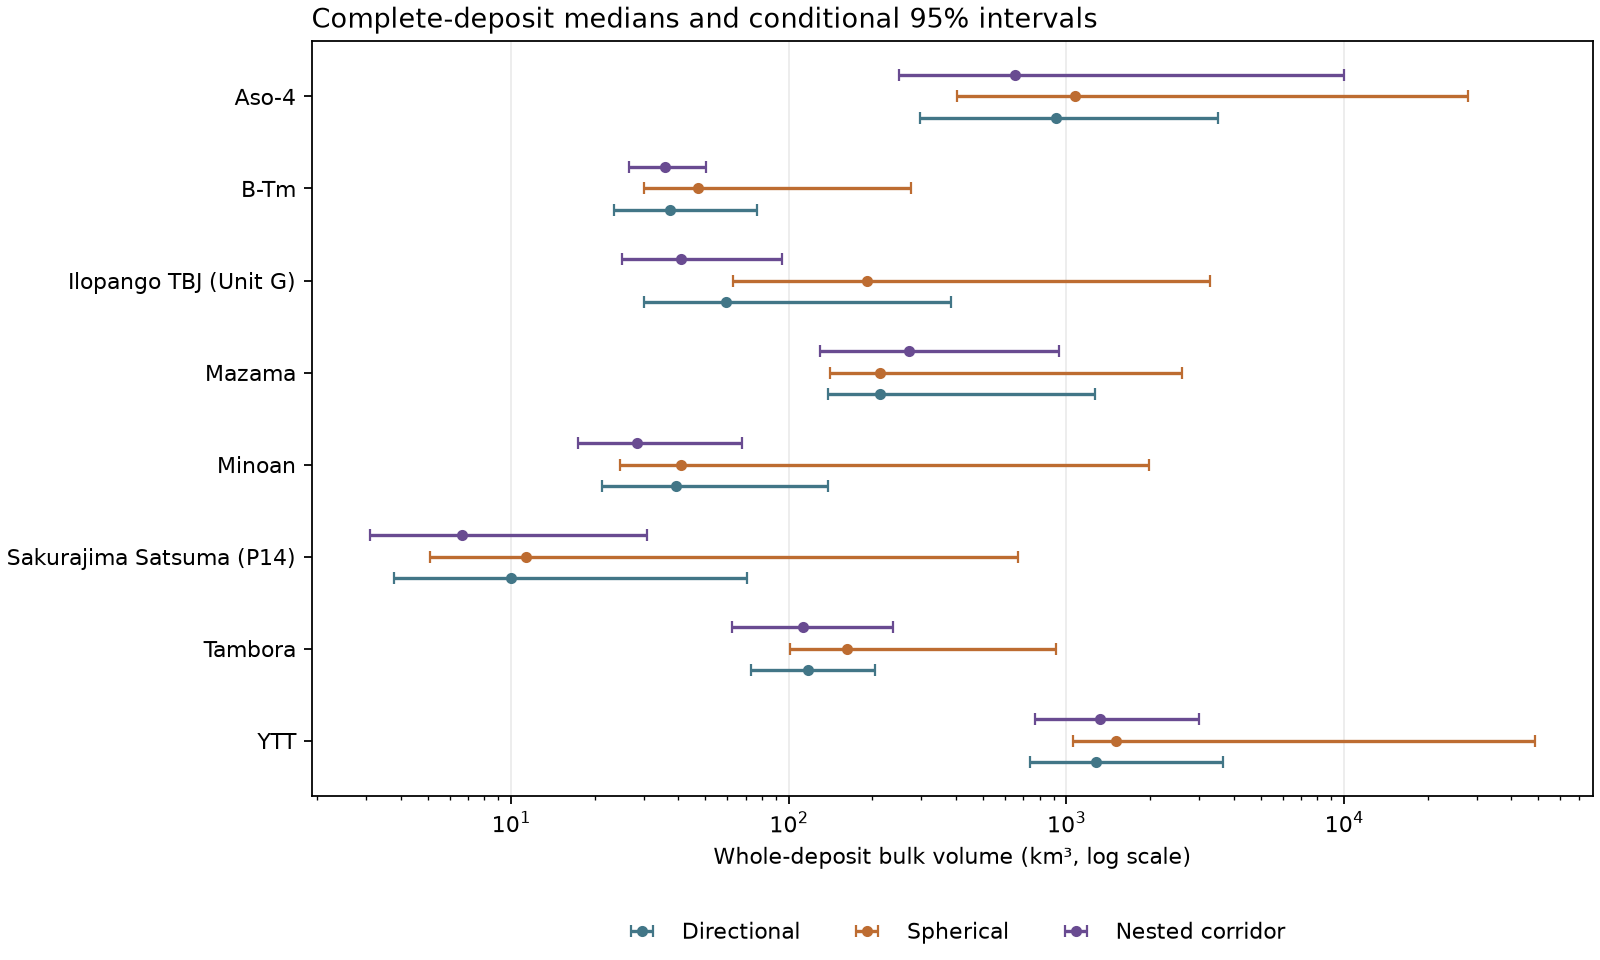 Complete-deposit medians and conditional 95% intervals
Aso-4
B-Tm
Ilopango TBJ (Unit G)
Mazama
Minoan
Sakurajima Satsuma (P14)
Tambora
YTT
10¹ 10² 10³ 10⁴
Whole-deposit bulk volume (km³, log scale)
Directional Spherical Nested corridor